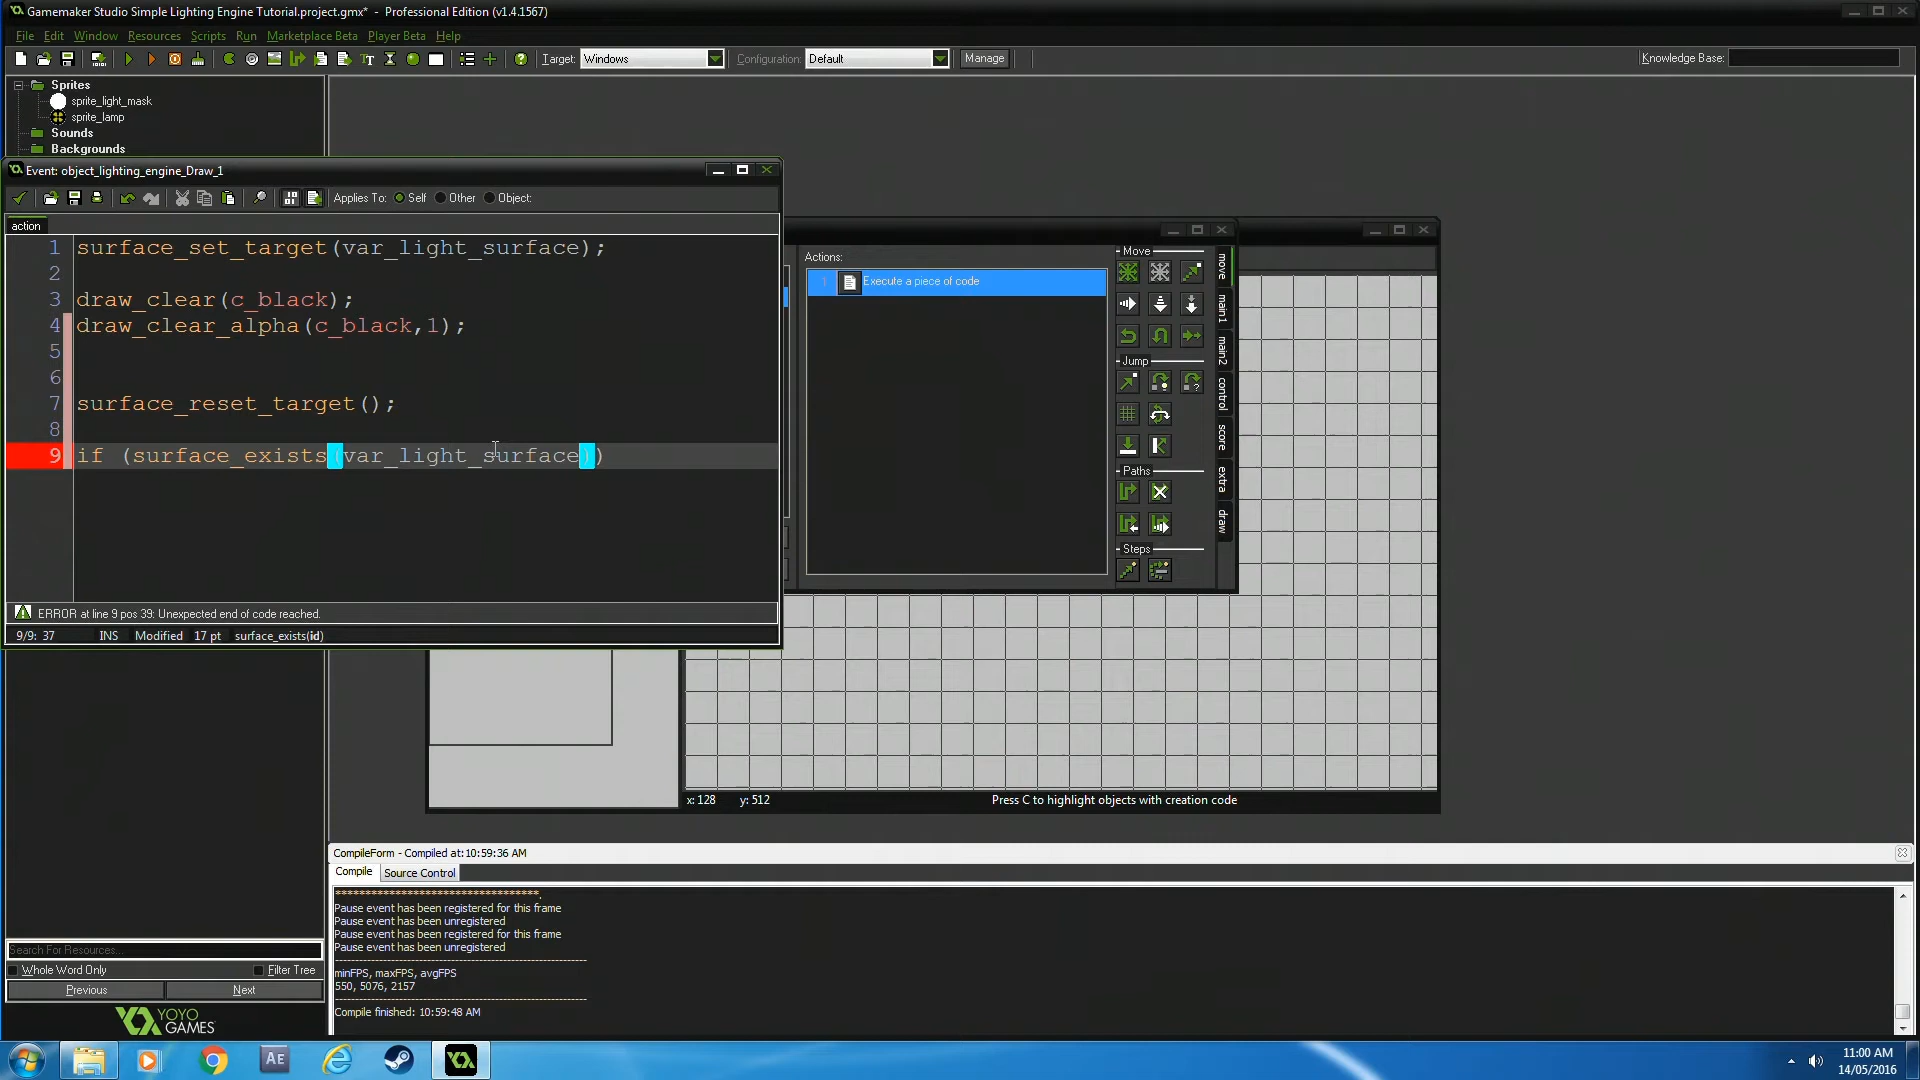 Gamemaker Studio Simple Lighting Engine Tutorial.project.gmx* - Professional Edition (v1.4.1567)
File Edit Window Resources Scripts Run Marketplace Beta Player Beta Help
Target: Windows Configuration: Default Manage Knowledge Base:
Sprites
sprite_light_mask
sprite_lamp
Sounds
Backgrounds
Event: object_lighting_engine_Draw_1
Applies To: Self Other Object:
action
1 surface_set_target(var_light_surface);
2
3 draw_clear(c_black);
4 draw_clear_alpha(c_black,1);
5
6
7 surface_reset_target();
8
9 if (surface_exists(var_light_surface))
ERROR at line 9 pos 39: Unexpected end of code reached.
9/9: 37 INS Modified 17 pt surface_exists(id)
Actions:
1 Execute a piece of code
Move
Jump
Paths
Steps
move
main1
main2
control
score
extra
draw
x: 128 y: 512 Press C to highlight objects with creation code
CompileForm - Compiled at:10:59:36 AM
Compile Source Control
***************************************.
Pause event has been registered for this frame
Pause event has been unregistered
Pause event has been registered for this frame
Pause event has been unregistered
minFPS, maxFPS, avgFPS
550, 5076, 2157
Compile finished: 10:59:48 AM
Search For Resources...
Whole Word Only Filter Tree
Previous Next
YOYO
GAMES
AE
11:00 AM
14/05/2016